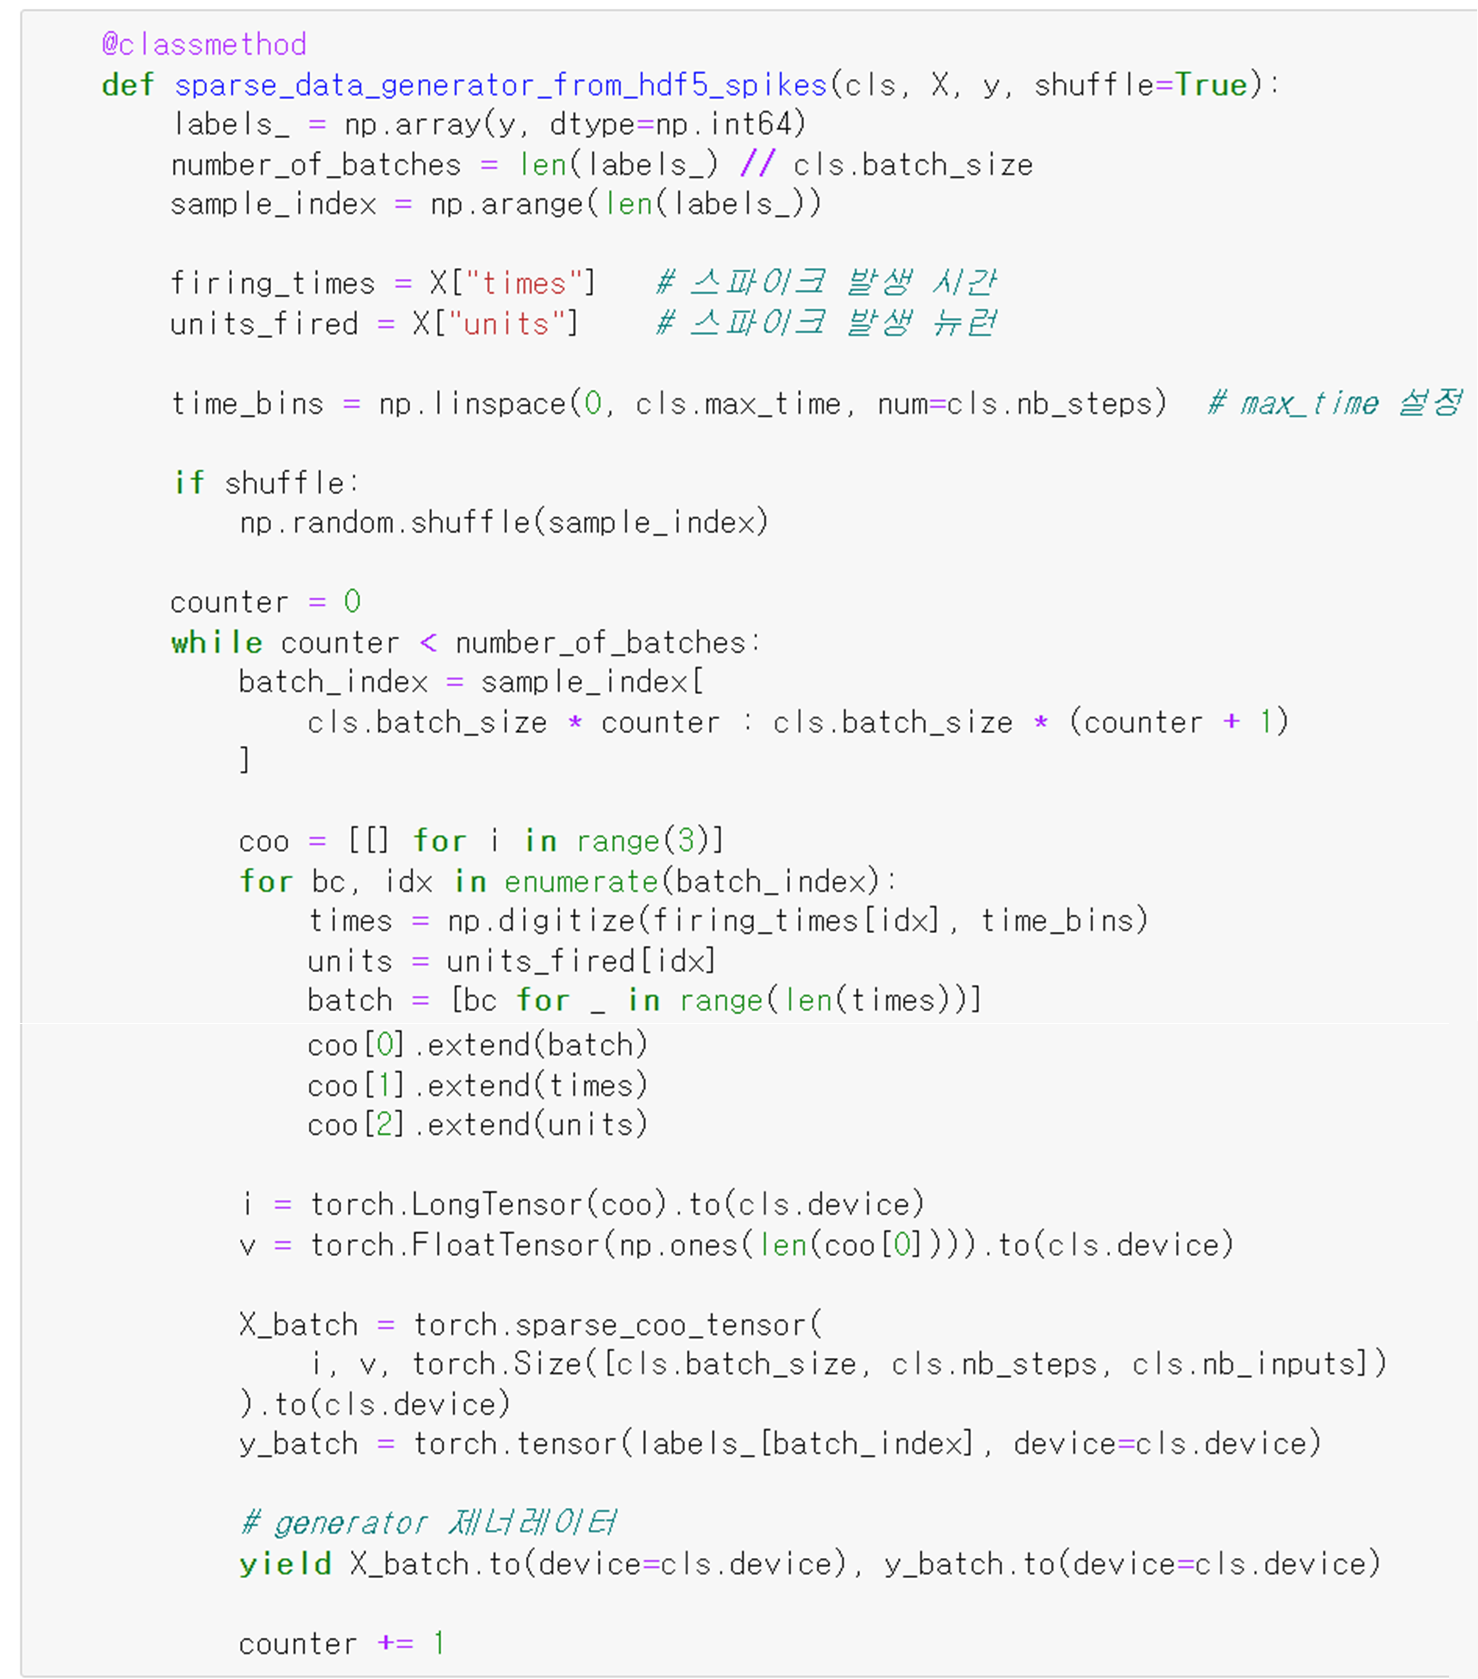 @classmethod
def sparse_data_generator_from_hdf5_spikes(cls, X, y, shuffle=True):
    labels_ = np.array(y, dtype=np.int64)
    number_of_batches = len(labels_) // cls.batch_size
    sample_index = np.arange(len(labels_))

    firing_times = X["times"]   # 스파이크 발생 시간
    units_fired = X["units"]    # 스파이크 발생 뉴런

    time_bins = np.linspace(0, cls.max_time, num=cls.nb_steps)  # max_time 설정

    if shuffle:
        np.random.shuffle(sample_index)

    counter = 0
    while counter < number_of_batches:
        batch_index = sample_index[
            cls.batch_size * counter : cls.batch_size * (counter + 1)
        ]

        coo = [[] for i in range(3)]
        for bc, idx in enumerate(batch_index):
            times = np.digitize(firing_times[idx], time_bins)
            units = units_fired[idx]
            batch = [bc for _ in range(len(times))]
            coo[0].extend(batch)
            coo[1].extend(times)
            coo[2].extend(units)

        i = torch.LongTensor(coo).to(cls.device)
        v = torch.FloatTensor(np.ones(len(coo[0]))).to(cls.device)

        X_batch = torch.sparse_coo_tensor(
            i, v, torch.Size([cls.batch_size, cls.nb_steps, cls.nb_inputs])
        ).to(cls.device)
        y_batch = torch.tensor(labels_[batch_index], device=cls.device)

        # generator 제너레이터
        yield X_batch.to(device=cls.device), y_batch.to(device=cls.device)

        counter += 1